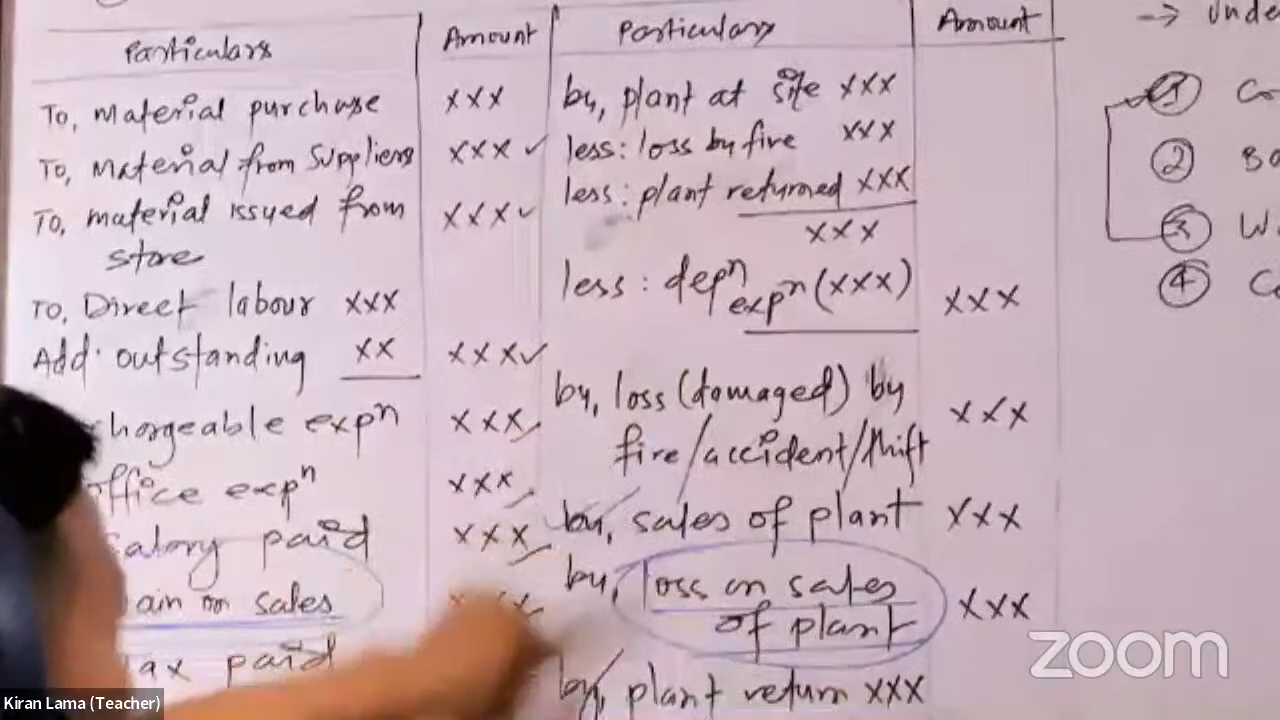 Particulars Amount Particulars Amount
→ Unde
To, Material purchase xxx
To, Material from suppliers xxx ✓
To, material issued from xxx ✓
store
To, Direct labour xxx
Add: outstanding xx xxx ✓
chargeable expn xxx
office expn xxx
salary paid xxx
ain on sales
tax paid
by, plant at site xxx
less: loss by fire xxx
less: plant returned xxx
xxx
less: depn expn (xxx) xxx
by, loss (damaged) by xxx
fire/accident/thift
by, sales of plant xxx
by, loss on sales xxx
of plant
by, plant return xxx
①
②
③ W
④
zoom
Kiran Lama (Teacher)